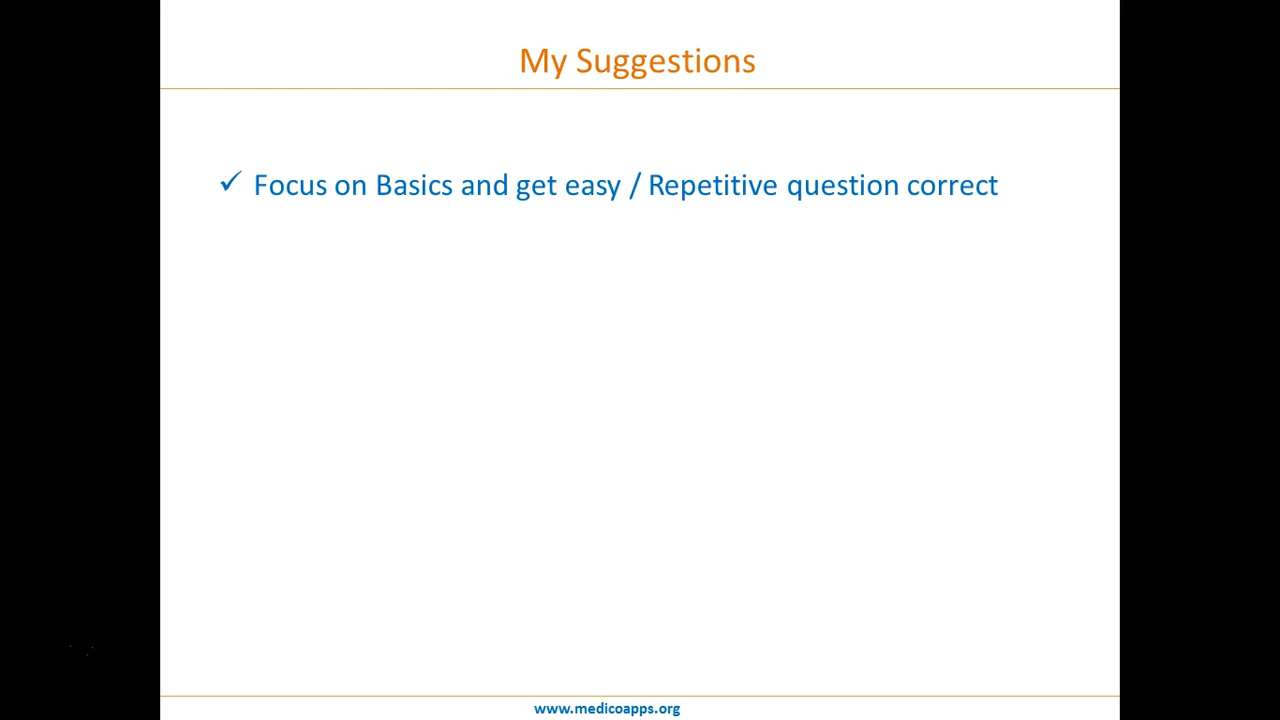 My Suggestions
✓ Focus on Basics and get easy / Repetitive question correct
www.medicoapps.org